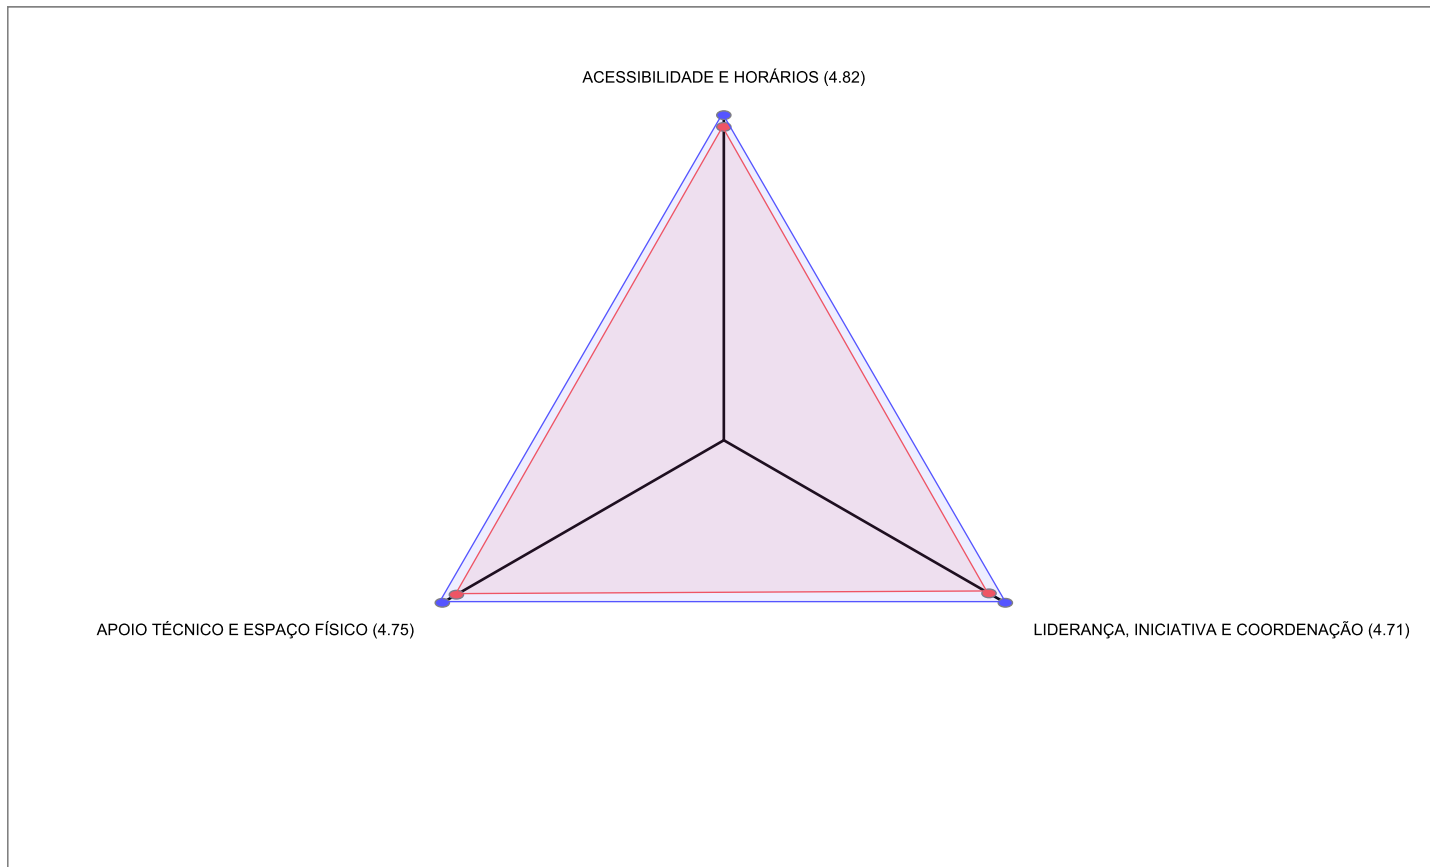 ACESSIBILIDADE E HORÁRIOS (4.82)
APOIO TÉCNICO E ESPAÇO FÍSICO (4.75)
LIDERANÇA, INICIATIVA E COORDENAÇÃO (4.71)